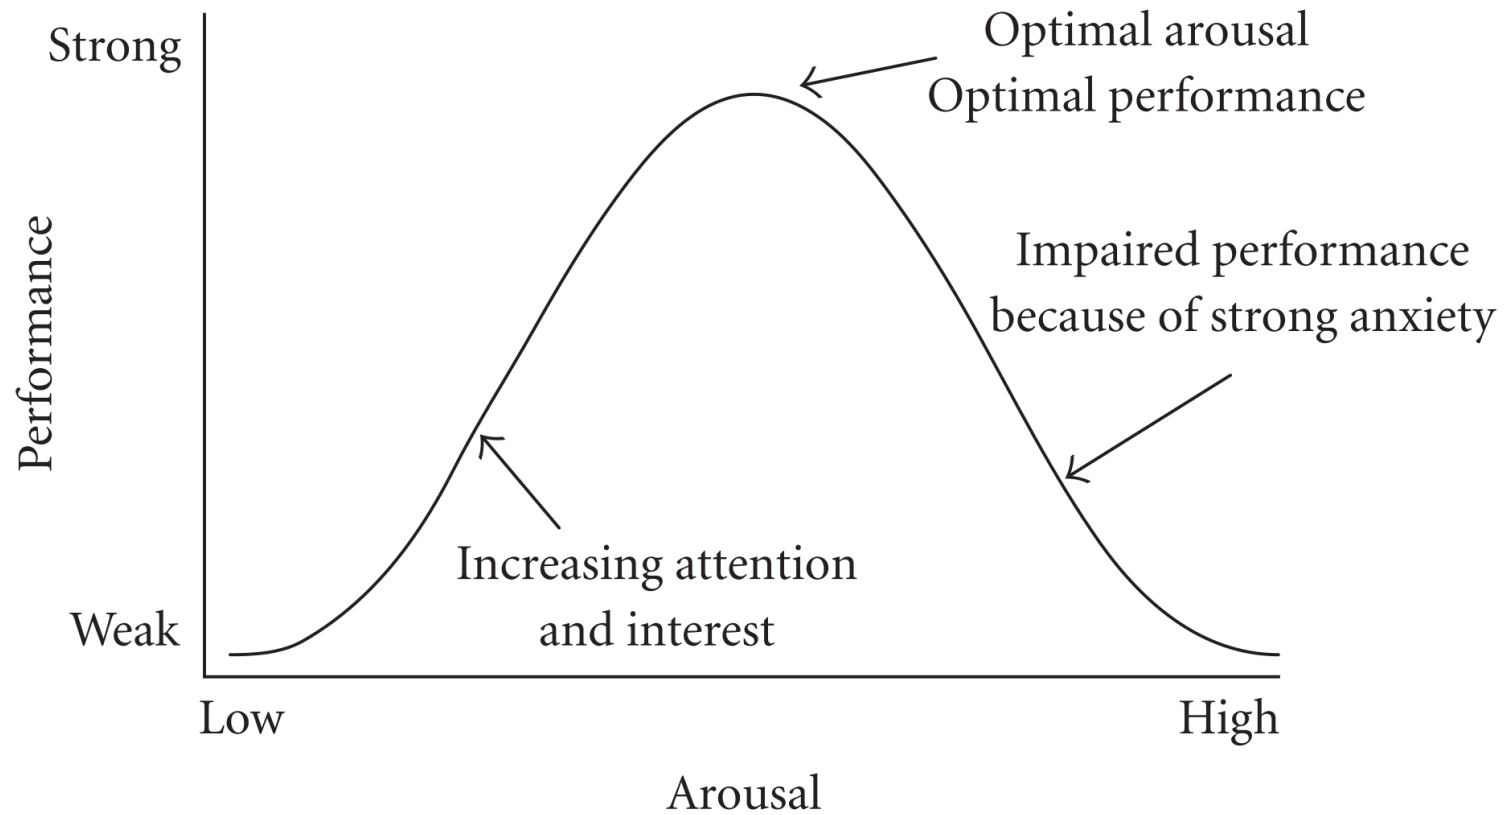 Strong
Optimal arousal
Optimal performance
Impaired performance
because of strong anxiety
Performance
Increasing attention
and interest
Weak
Low
High
Arousal